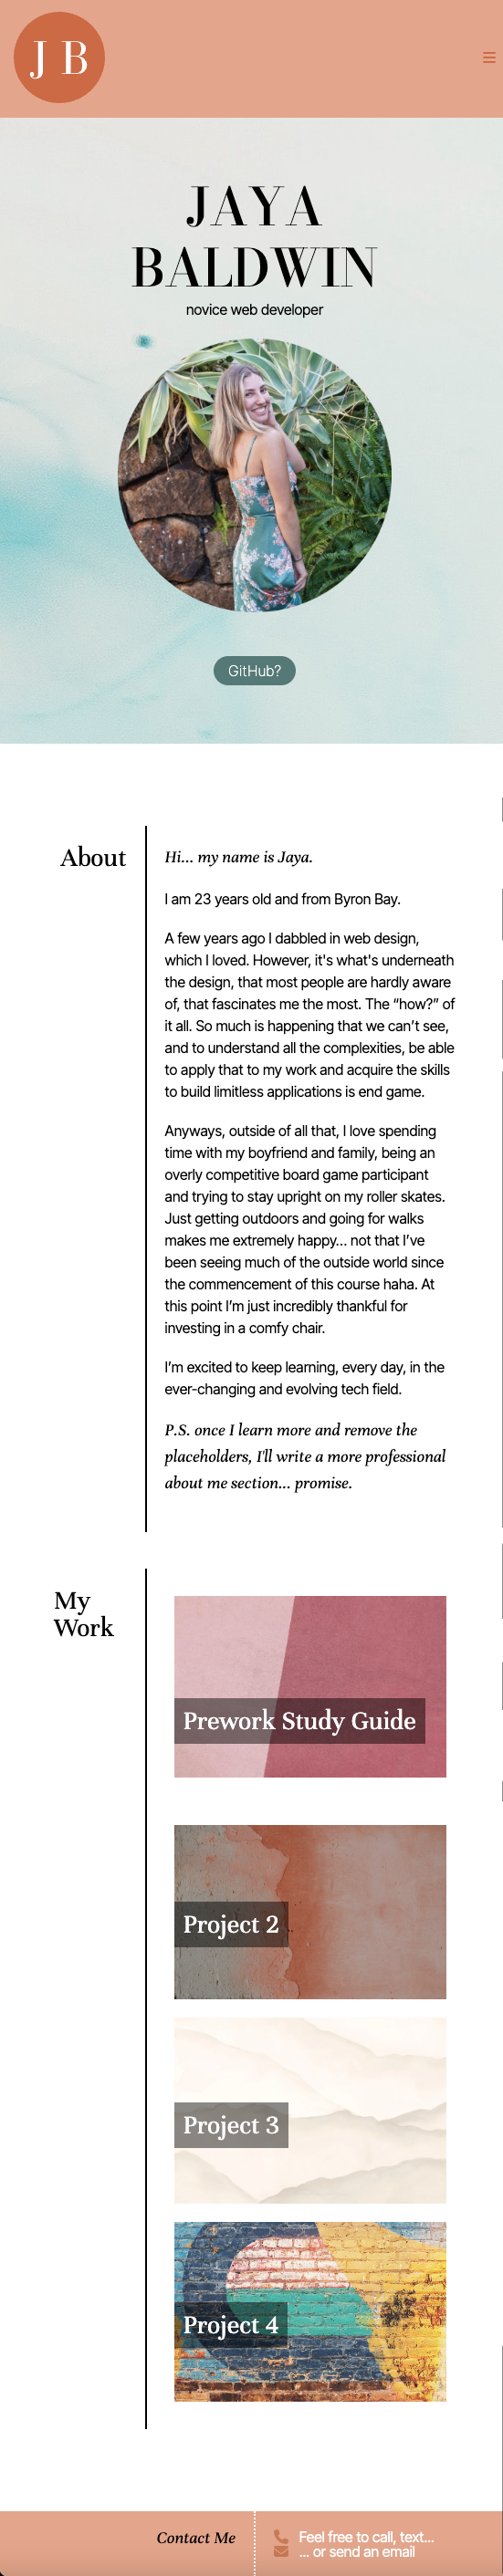 J B
JAYA
BALDWIN
novice web developer
GitHub?
About
Hi... my name is Jaya.
I am 23 years old and from Byron Bay.
A few years ago I dabbled in web design,
which I loved. However, it's what's underneath
the design, that most people are hardly aware
of, that fascinates me the most. The “how?” of
it all. So much is happening that we can’t see,
and to understand all the complexities, be able
to apply that to my work and acquire the skills
to build limitless applications is end game.
Anyways, outside of all that, I love spending
time with my boyfriend and family, being an
overly competitive board game participant
and trying to stay upright on my roller skates.
Just getting outdoors and going for walks
makes me extremely happy... not that I’ve
been seeing much of the outside world since
the commencement of this course haha. At
this point I’m just incredibly thankful for
investing in a comfy chair.
I’m excited to keep learning, every day, in the
ever-changing and evolving tech field.
P.S. once I learn more and remove the
placeholders, I'll write a more professional
about me section... promise.
My
Work
Prework Study Guide
Project 2
Project 3
Project 4
Contact Me
Feel free to call, text...
... or send an email